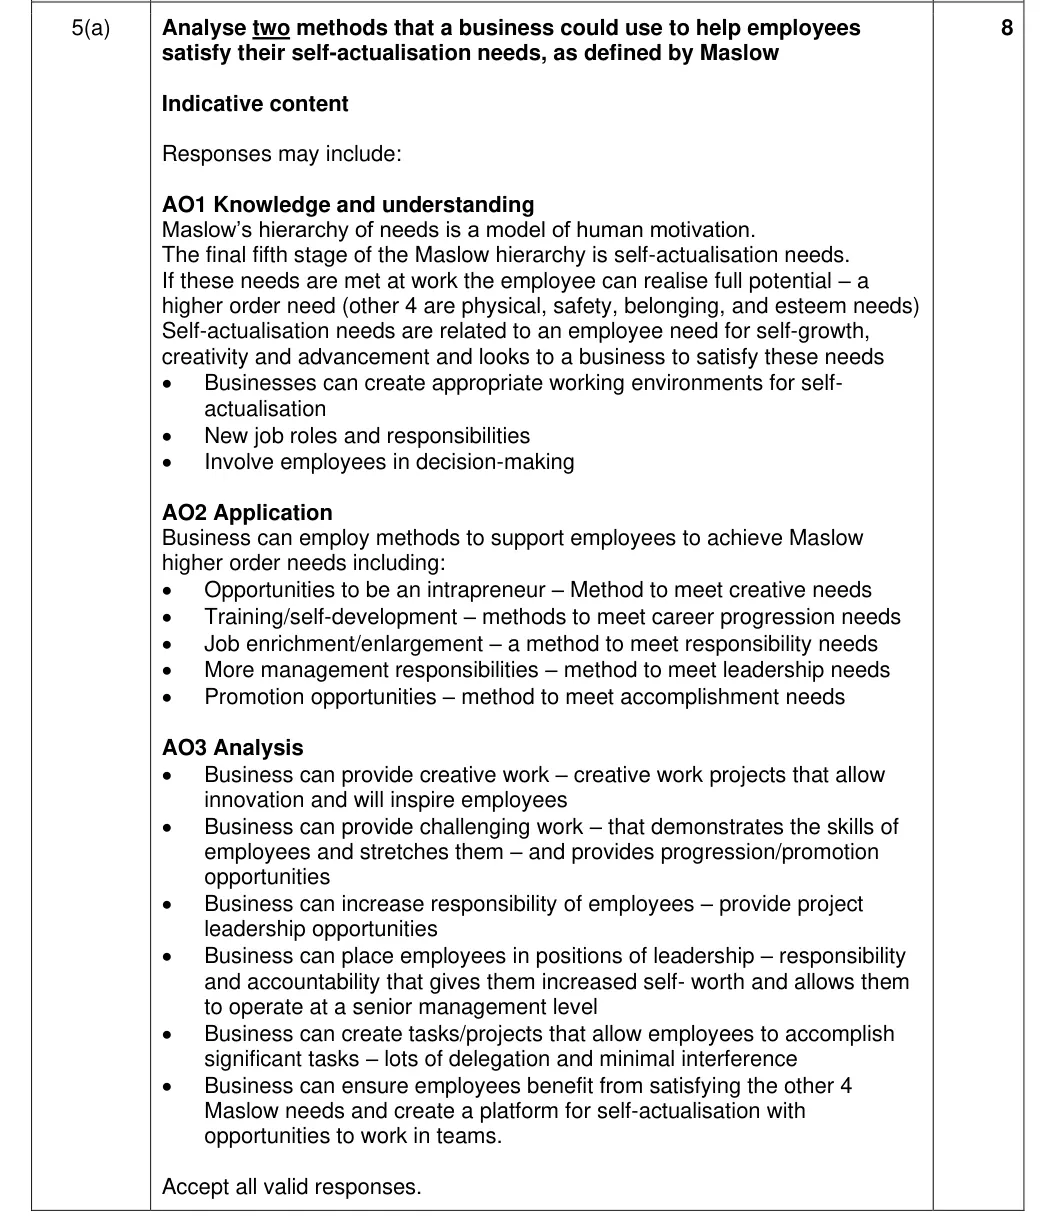 5(a)
Analyse two methods that a business could use to help employees
satisfy their self-actualisation needs, as defined by Maslow
8
Indicative content
Responses may include:
AO1 Knowledge and understanding
Maslow’s hierarchy of needs is a model of human motivation.
The final fifth stage of the Maslow hierarchy is self-actualisation needs.
If these needs are met at work the employee can realise full potential – a
higher order need (other 4 are physical, safety, belonging, and esteem needs)
Self-actualisation needs are related to an employee need for self-growth,
creativity and advancement and looks to a business to satisfy these needs
• Businesses can create appropriate working environments for self-
actualisation
• New job roles and responsibilities
• Involve employees in decision-making
AO2 Application
Business can employ methods to support employees to achieve Maslow
higher order needs including:
• Opportunities to be an intrapreneur – Method to meet creative needs
• Training/self-development – methods to meet career progression needs
• Job enrichment/enlargement – a method to meet responsibility needs
• More management responsibilities – method to meet leadership needs
• Promotion opportunities – method to meet accomplishment needs
AO3 Analysis
• Business can provide creative work – creative work projects that allow
innovation and will inspire employees
• Business can provide challenging work – that demonstrates the skills of
employees and stretches them – and provides progression/promotion
opportunities
• Business can increase responsibility of employees – provide project
leadership opportunities
• Business can place employees in positions of leadership – responsibility
and accountability that gives them increased self- worth and allows them
to operate at a senior management level
• Business can create tasks/projects that allow employees to accomplish
significant tasks – lots of delegation and minimal interference
• Business can ensure employees benefit from satisfying the other 4
Maslow needs and create a platform for self-actualisation with
opportunities to work in teams.
Accept all valid responses.